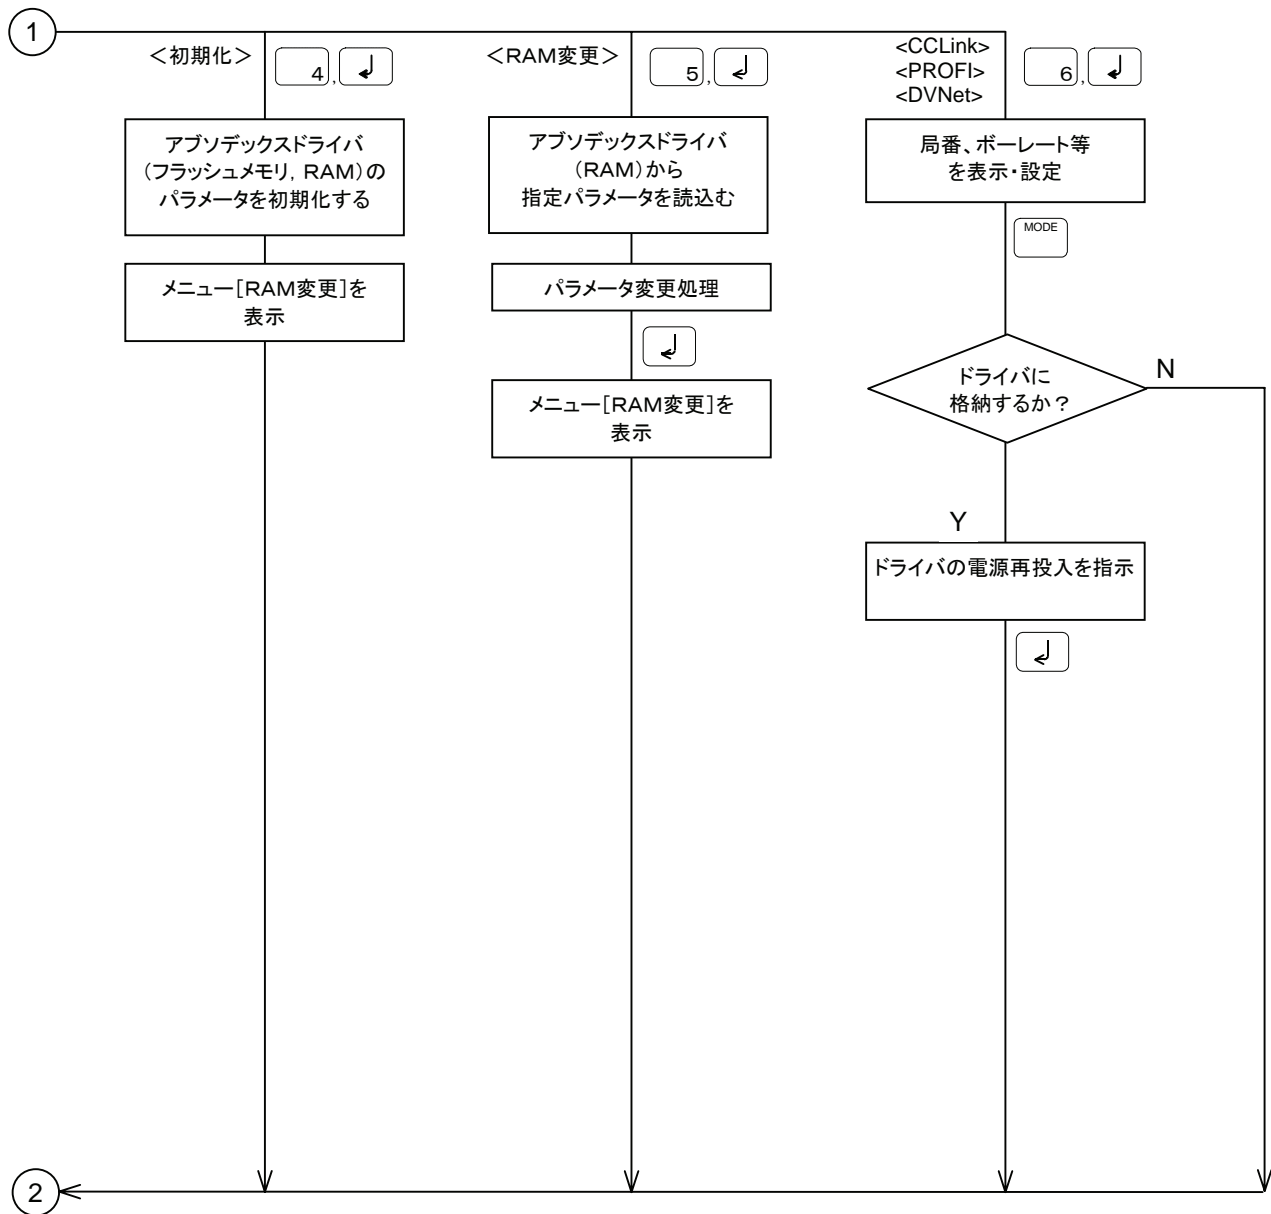 1
＜初期化＞
4,
アブソデックスドライバ
（フラッシュメモリ，ＲＡＭ）の
パラメータを初期化する
メニュー［ＲＡＭ変更］を
表示
＜ＲＡＭ変更＞
5,
アブソデックスドライバ
（ＲＡＭ）から
指定パラメータを読込む
パラメータ変更処理
メニュー［ＲＡＭ変更］を
表示
<CCLink>
<PROFI>
<DVNet>
6,
局番、ボーレート等
を表示・設定
MODE
ドライバに
格納するか？
N
Y
ドライバの電源再投入を指示
2